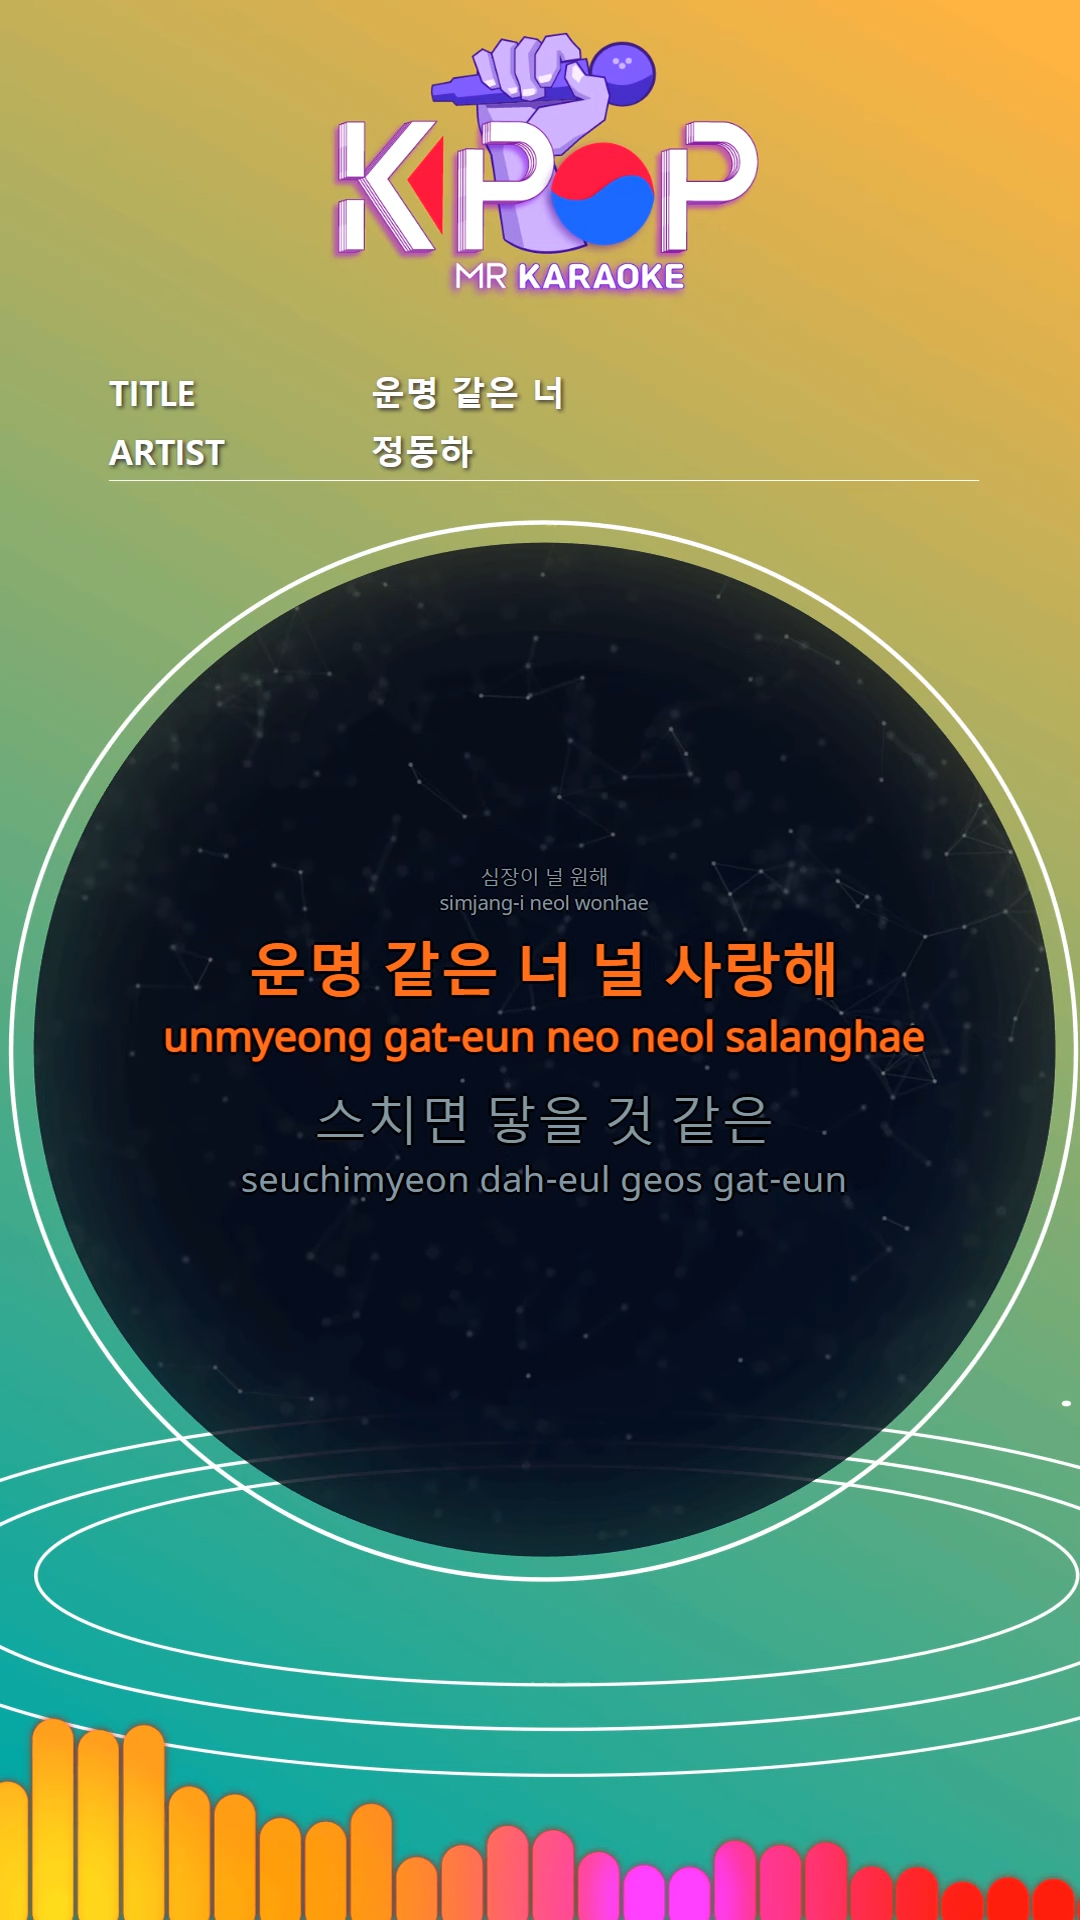 KPOP
MR KARAOKE
TITLE 운명 같은 너
ARTIST 정동하
심장이 널 원해
simjang-i neol wonhae
운명 같은 너 널 사랑해
unmyeong gat-eun neo neol salanghae
스치면 닿을 것 같은
seuchimyeon dah-eul geos gat-eun